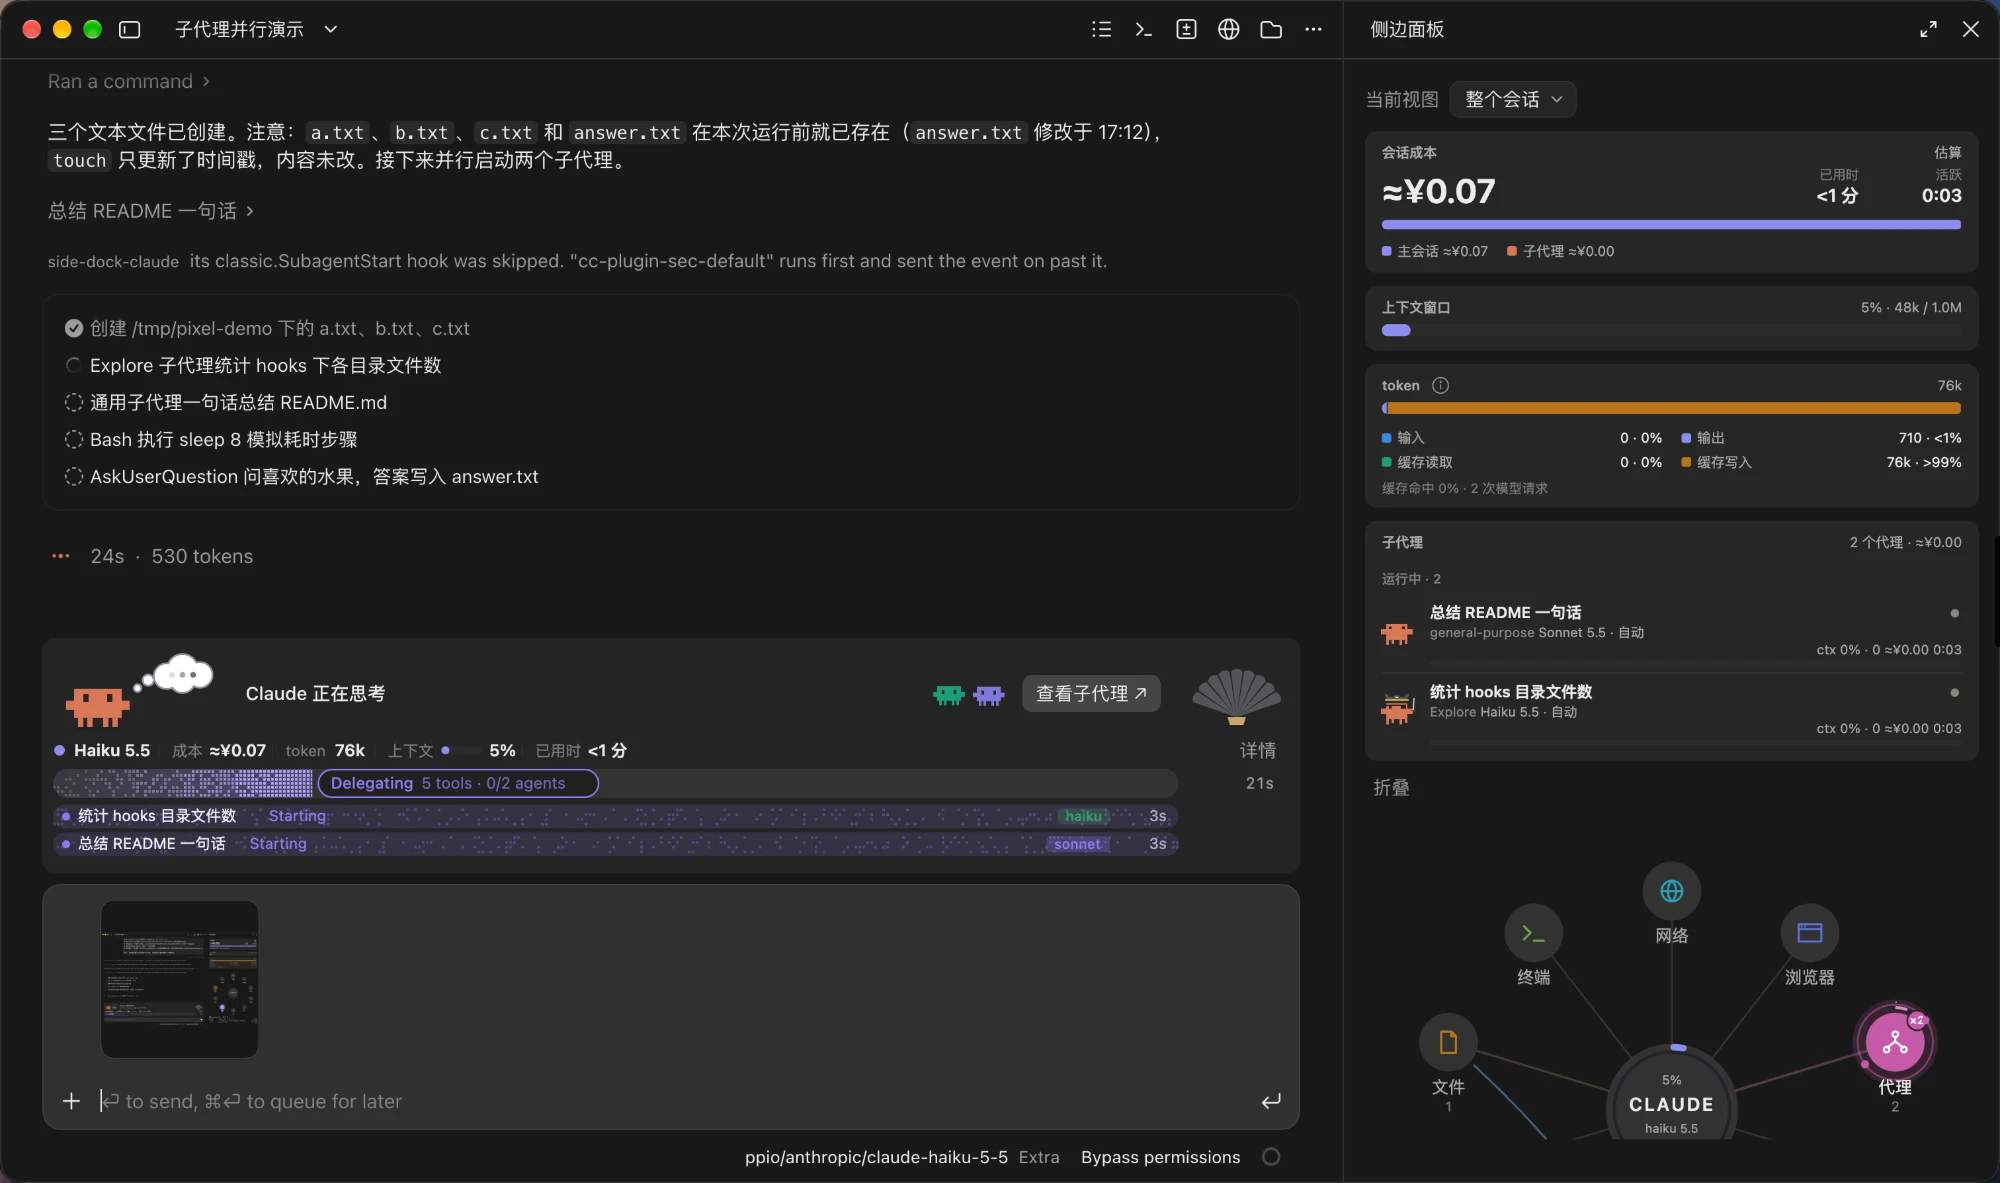 子代理并行演示
侧边面板
Ran a command
三个文本文件已创建。注意： a.txt 、 b.txt 、 c.txt 和 answer.txt 在本次运行前就已存在（ answer.txt 修改于 17:12），
touch 只更新了时间戳，内容未改。接下来并行启动两个子代理。
总结 README 一句话
side-dock-claude its classic.SubagentStart hook was skipped. "cc-plugin-sec-default" runs first and sent the event on past it.
创建 /tmp/pixel-demo 下的 a.txt、b.txt、c.txt
Explore 子代理统计 hooks 下各目录文件数
通用子代理一句话总结 README.md
Bash 执行 sleep 8 模拟耗时步骤
AskUserQuestion 问喜欢的水果，答案写入 answer.txt
24s · 530 tokens
Claude 正在思考
查看子代理
Haiku 5.5 成本 ≈¥0.07 token 76k 上下文 5% 已用时 <1 分 详情
Delegating 5 tools · 0/2 agents 21s
统计 hooks 目录文件数 Starting haiku 3s
总结 README 一句话 Starting sonnet 3s
to send, ⌘⏎ to queue for later
ppio/anthropic/claude-haiku-5-5 Extra Bypass permissions
当前视图 整个会话
会话成本 估算
≈¥0.07 已用时 <1 分 活跃 0:03
主会话 ≈¥0.07 子代理 ≈¥0.00
上下文窗口 5% · 48k / 1.0M
token 76k
输入 0 · 0% 输出 710 · <1%
缓存读取 0 · 0% 缓存写入 76k · >99%
缓存命中 0% · 2 次模型请求
子代理 2 个代理 · ≈¥0.00
运行中 · 2
总结 README 一句话
general-purpose Sonnet 5.5 · 自动
ctx 0% · 0 ≈¥0.00 0:03
统计 hooks 目录文件数
Explore Haiku 5.5 · 自动
ctx 0% · 0 ≈¥0.00 0:03
折叠
网络
终端
浏览器
×2
文件
1
代理
2
5%
CLAUDE
haiku 5.5